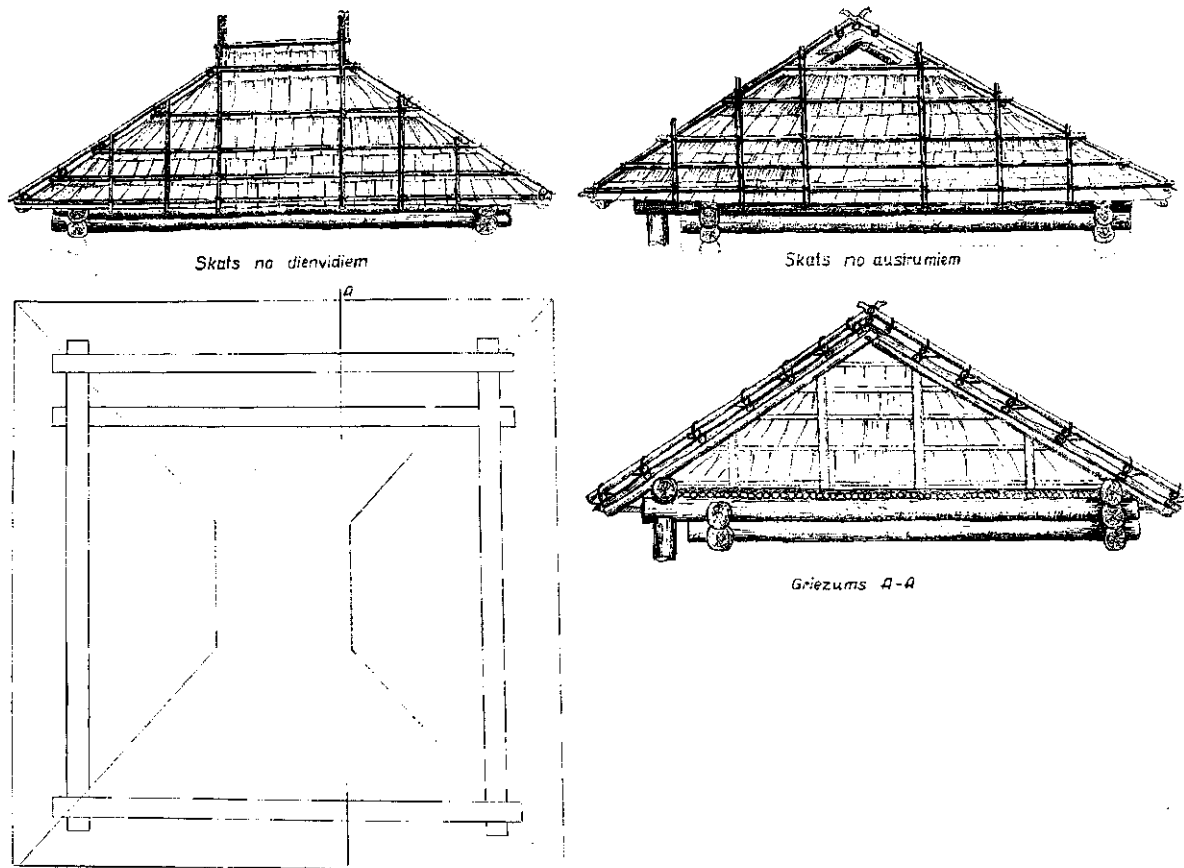 Skats no dienvidiem
Skats no austrumiem
A
Griezums A-A